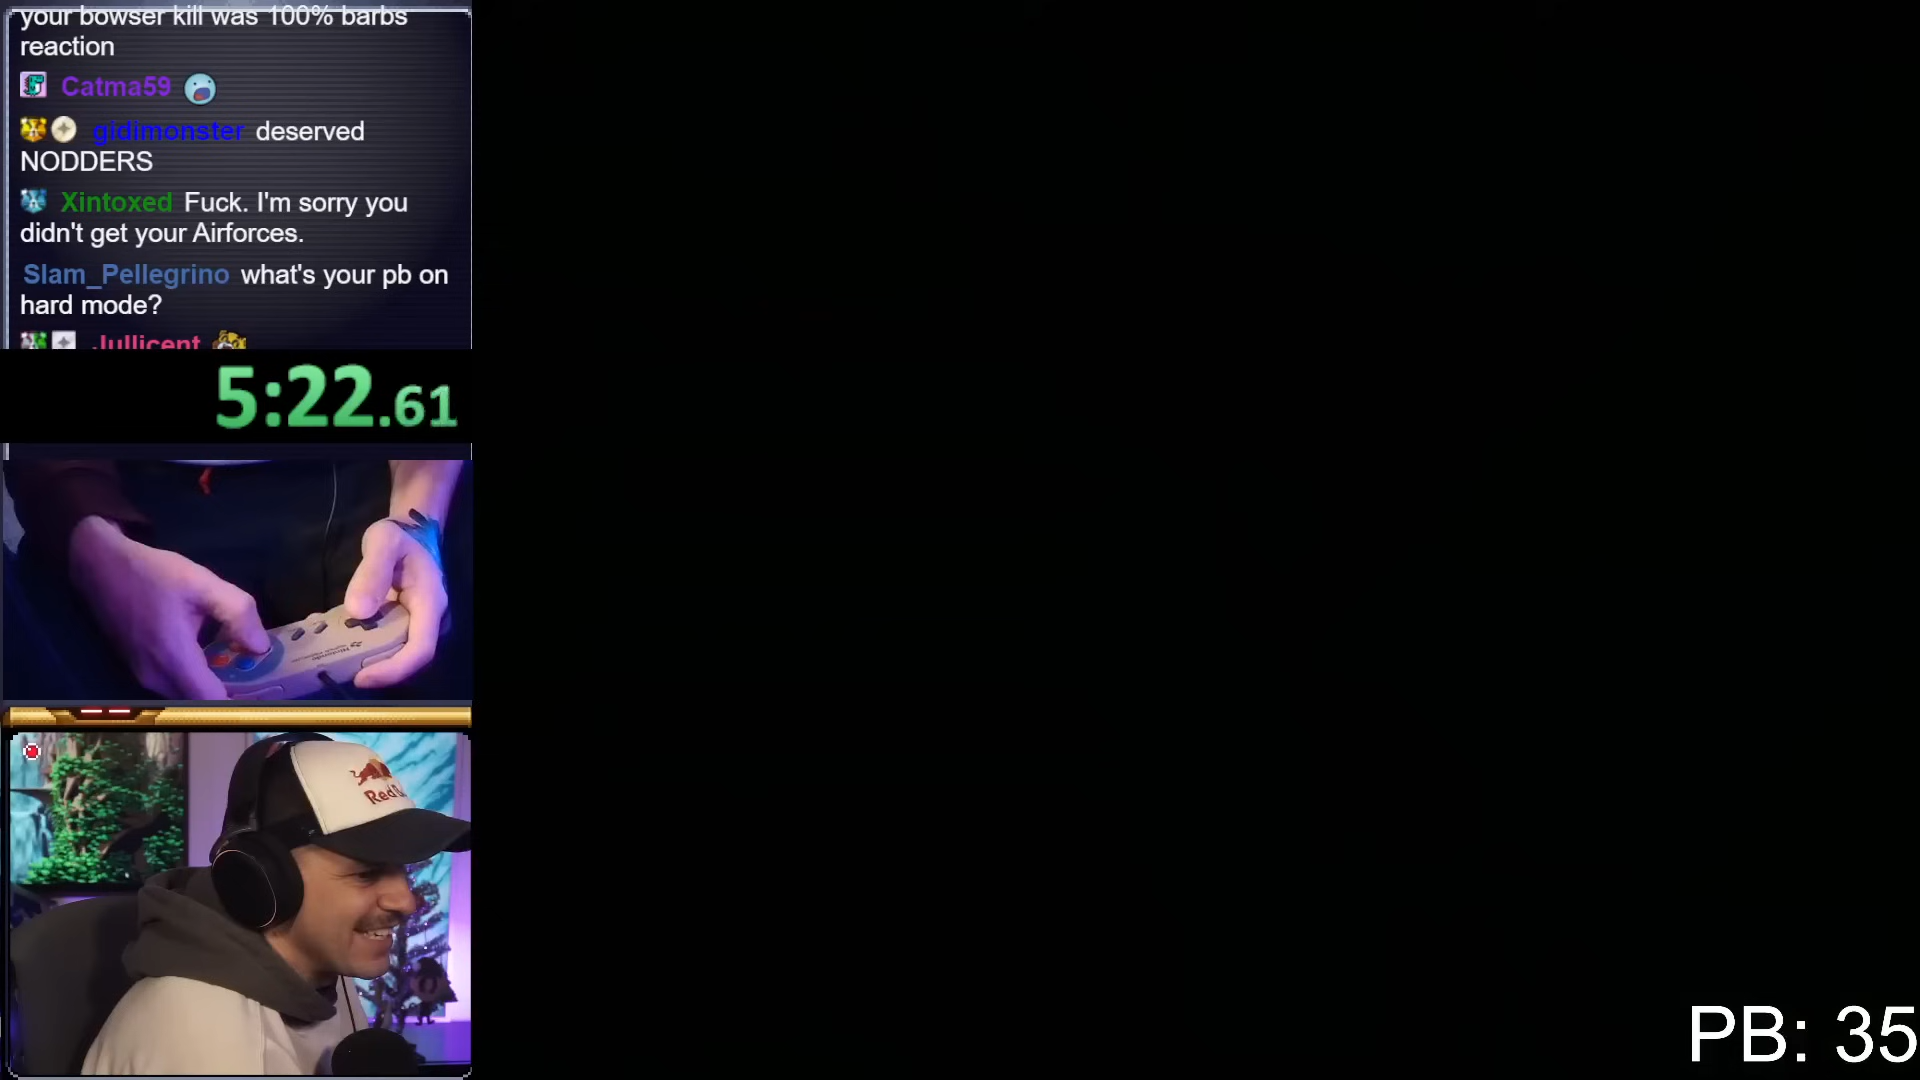 your bowser kill was 100% barbs
reaction
Catma59
gidimonster deserved
NODDERS
Xintoxed Fuck. I'm sorry you
didn't get your Airforces.
Slam_Pellegrino what's your pb on
hard mode?
Jullicent
5:22.61
PB: 35